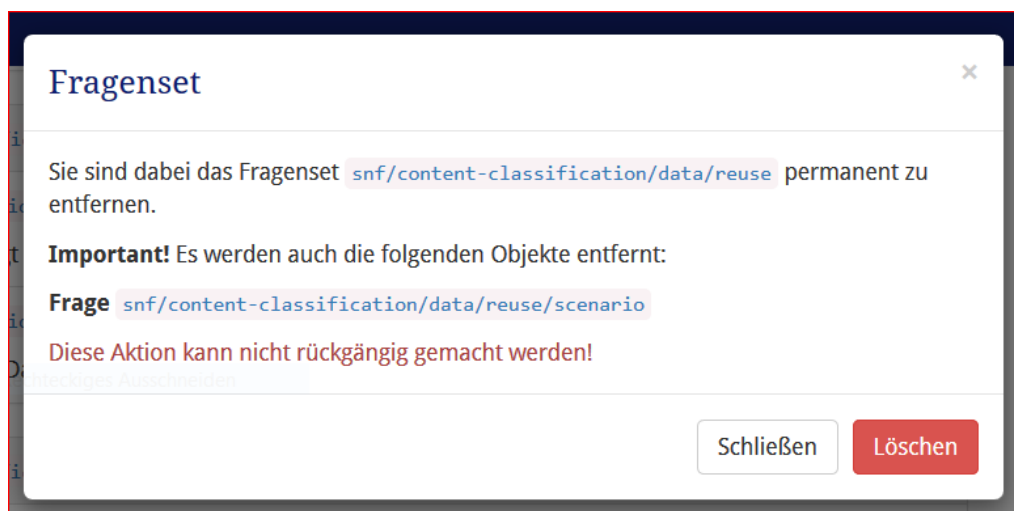 Fragenset
×
Sie sind dabei das Fragenset snf/content-classification/data/reuse permanent zu
entfernen.
Important! Es werden auch die folgenden Objekte entfernt:
Frage snf/content-classification/data/reuse/scenario
Diese Aktion kann nicht rückgängig gemacht werden!
Ausschneiden
Schließen
Löschen